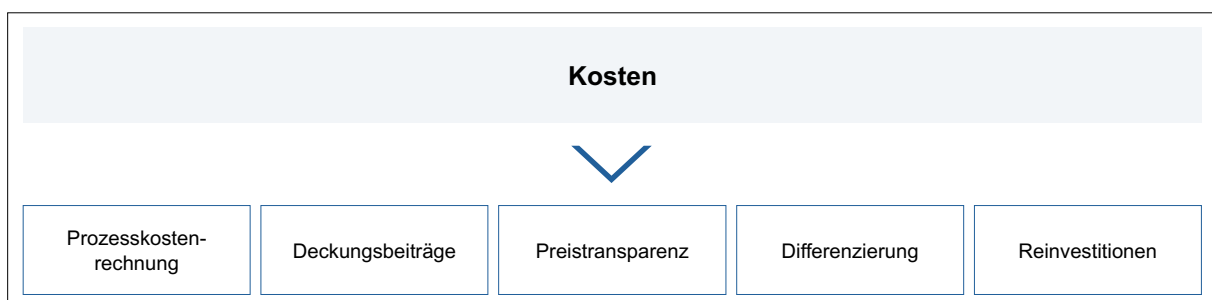 Kosten
Prozesskosten-
rechnung
Deckungsbeiträge
Preistransparenz
Differenzierung
Reinvestitionen